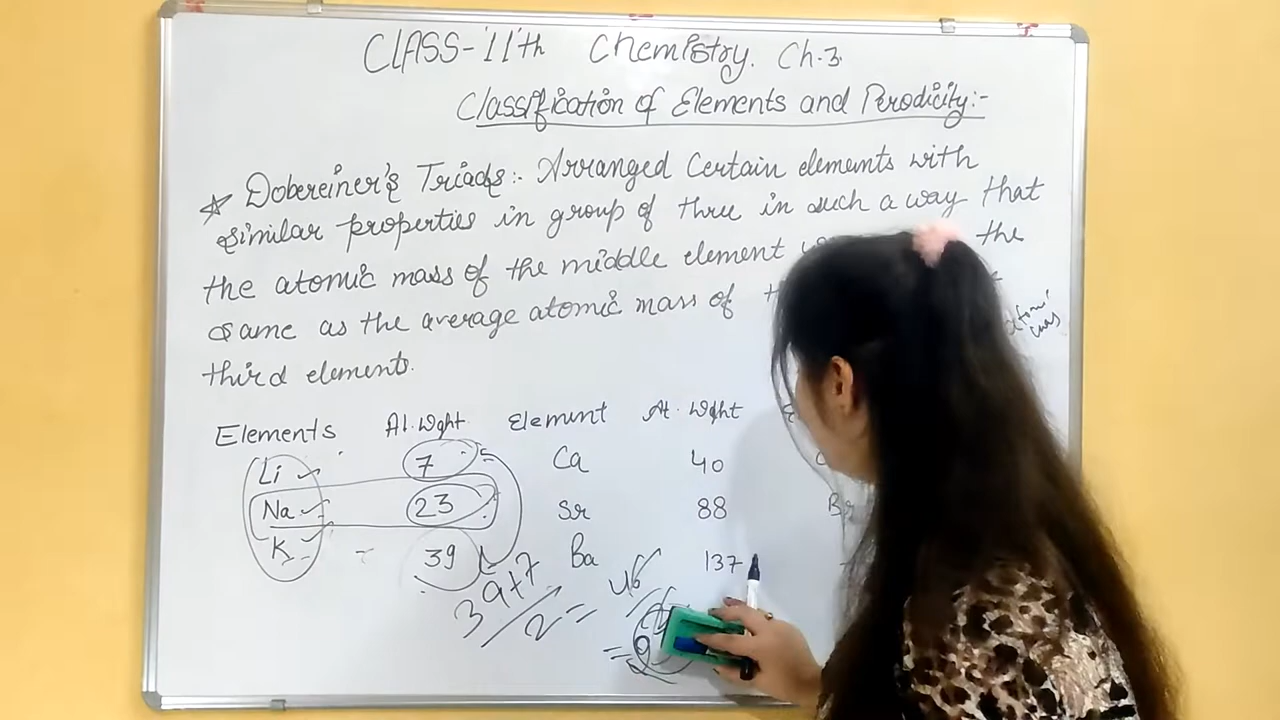 CLASS-11th Chemistry. Ch.3.
Classification of Elements and Perodicity:-
☆ Dobereiner's Triads:- Arranged Certain elements with
similar properties in group of three in such a way that
the atomic mass of the middle element the
same as the average atomic mass of
third element.
Elements At.Wght Element At. Wght
Li 7 Ca 40
Na 23 Sr 88 Br
K 39 Ba 137
39+7/2 = 46
= 2